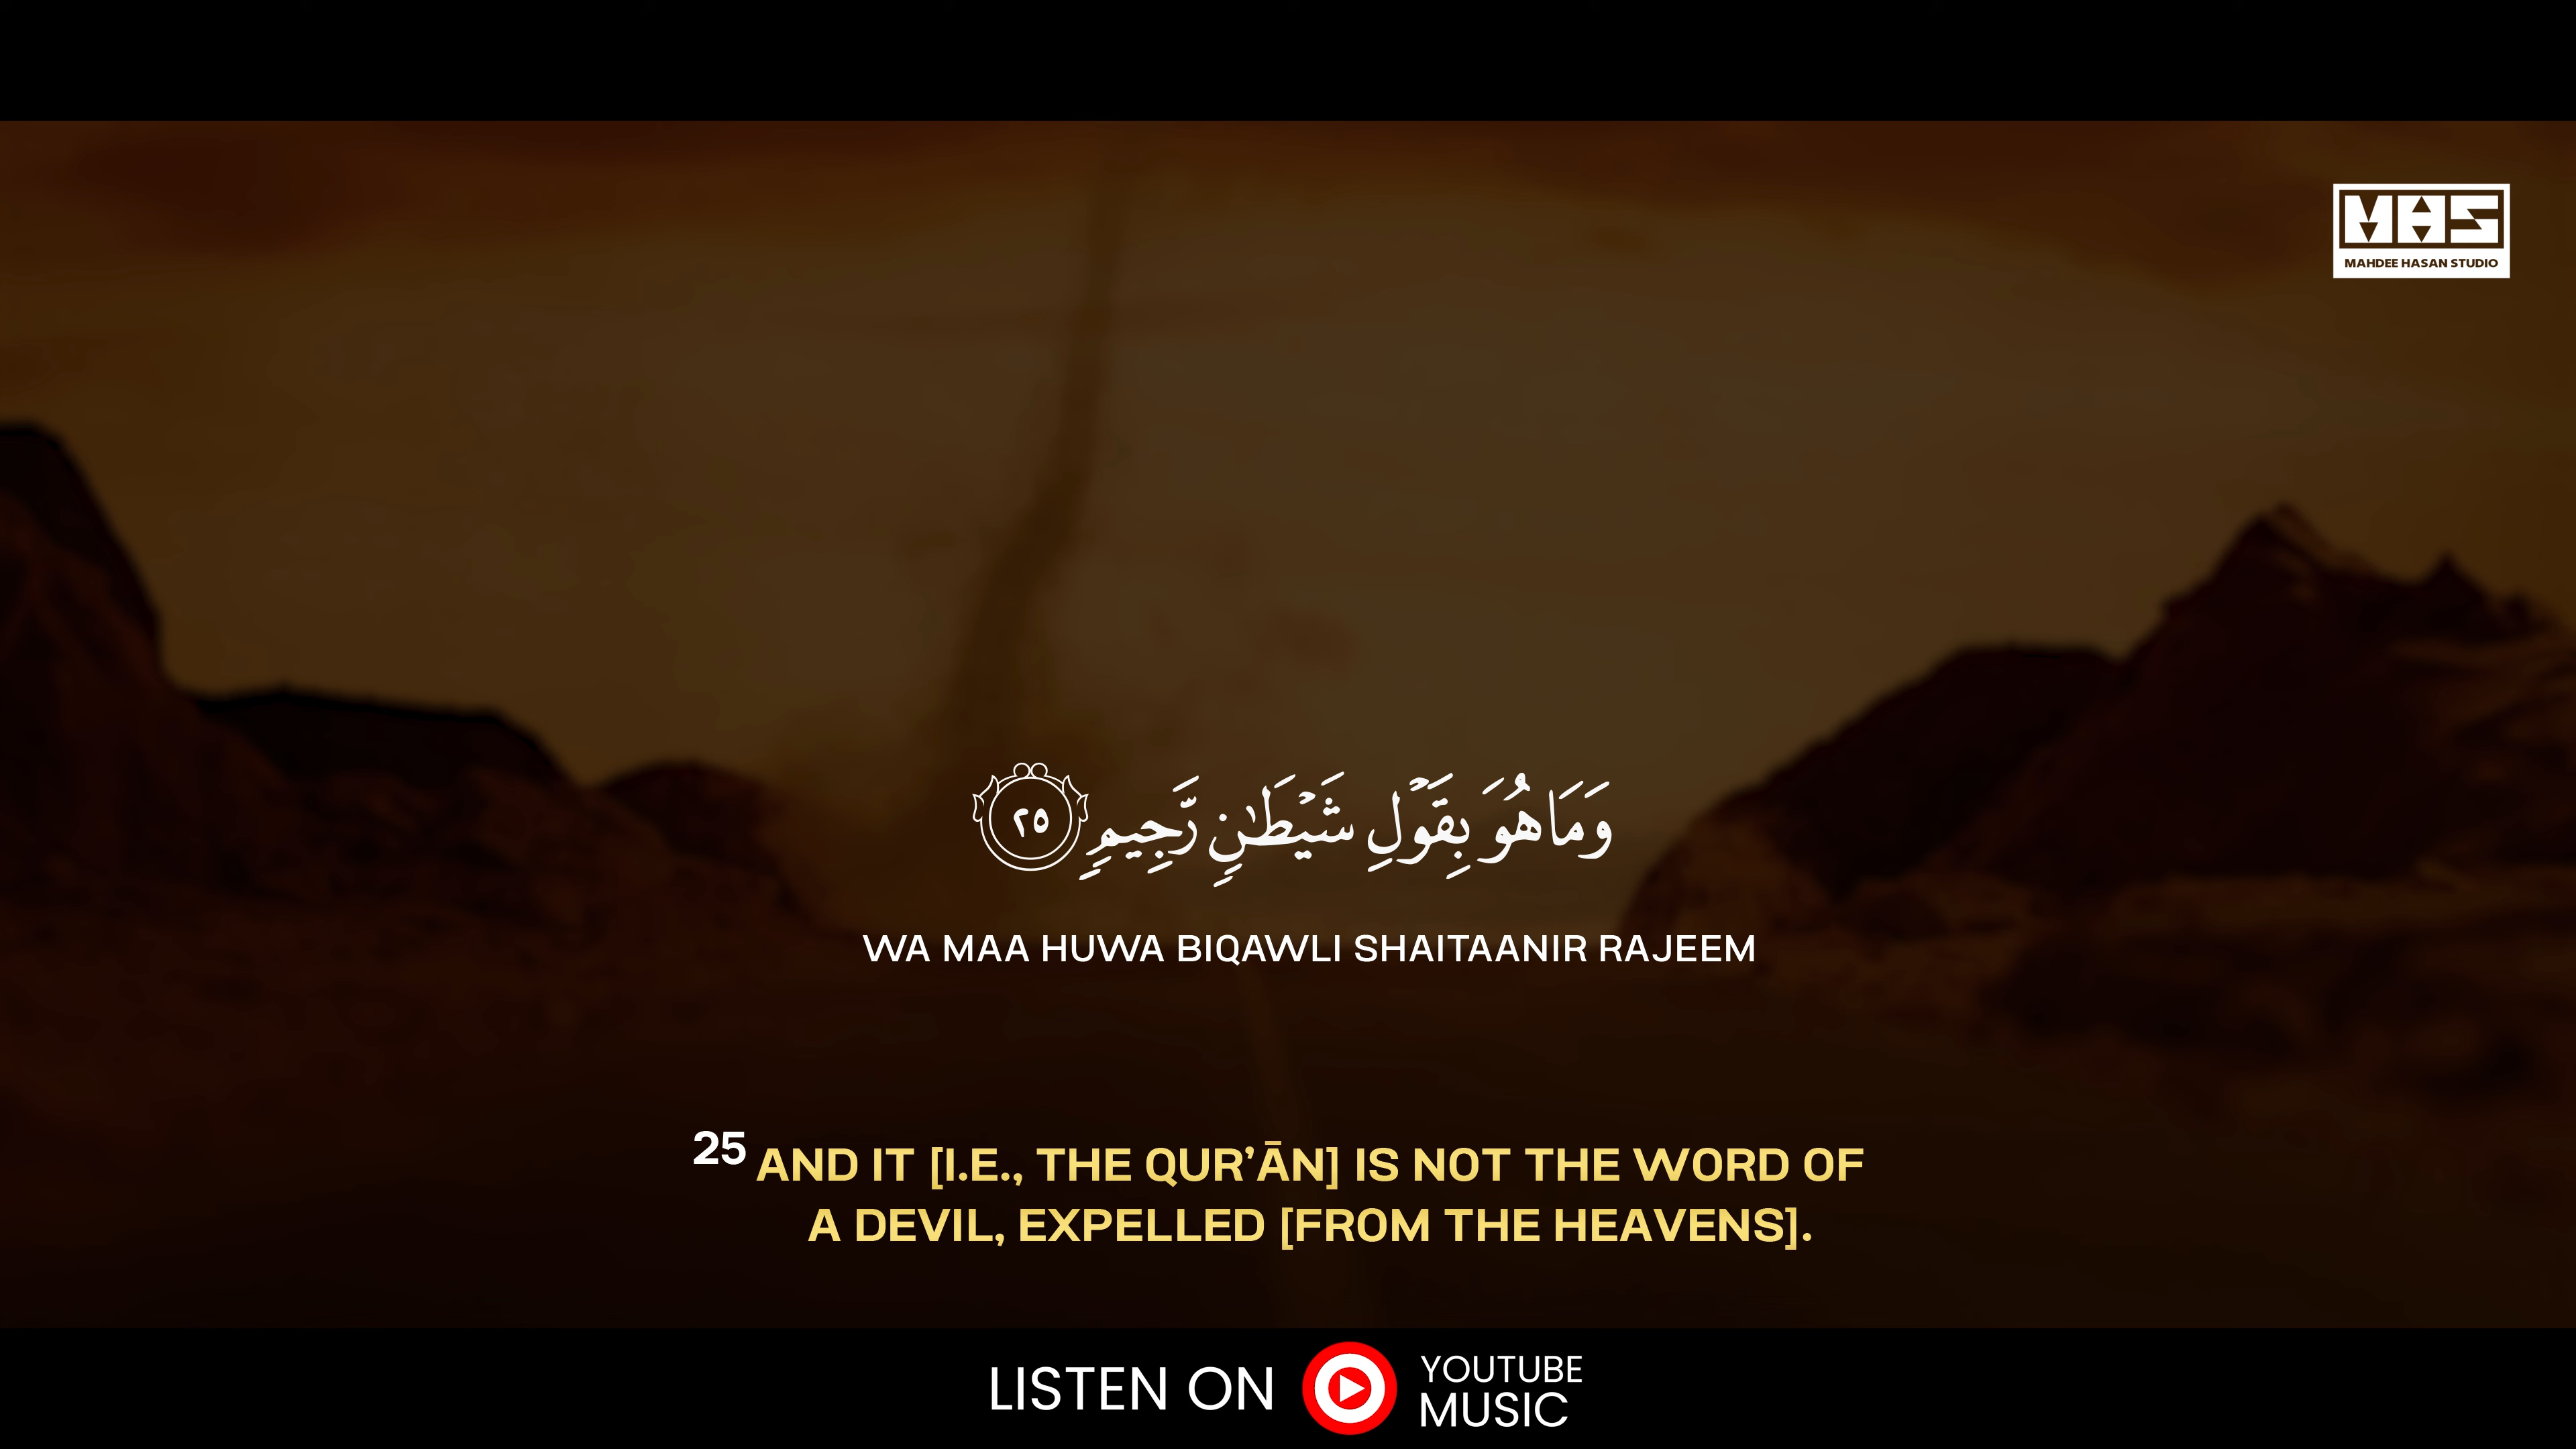 MHS
MAHDEE HASAN STUDIO
وَمَا هُوَ بِقَوۡلِ شَيۡطَٰنٖ رَّجِيمٖ ٢٥
WA MAA HUWA BIQAWLI SHAITAANIR RAJEEM
25 AND IT [I.E., THE QUR’ĀN] IS NOT THE WORD OF
A DEVIL, EXPELLED [FROM THE HEAVENS].
LISTEN ON YOUTUBE
MUSIC